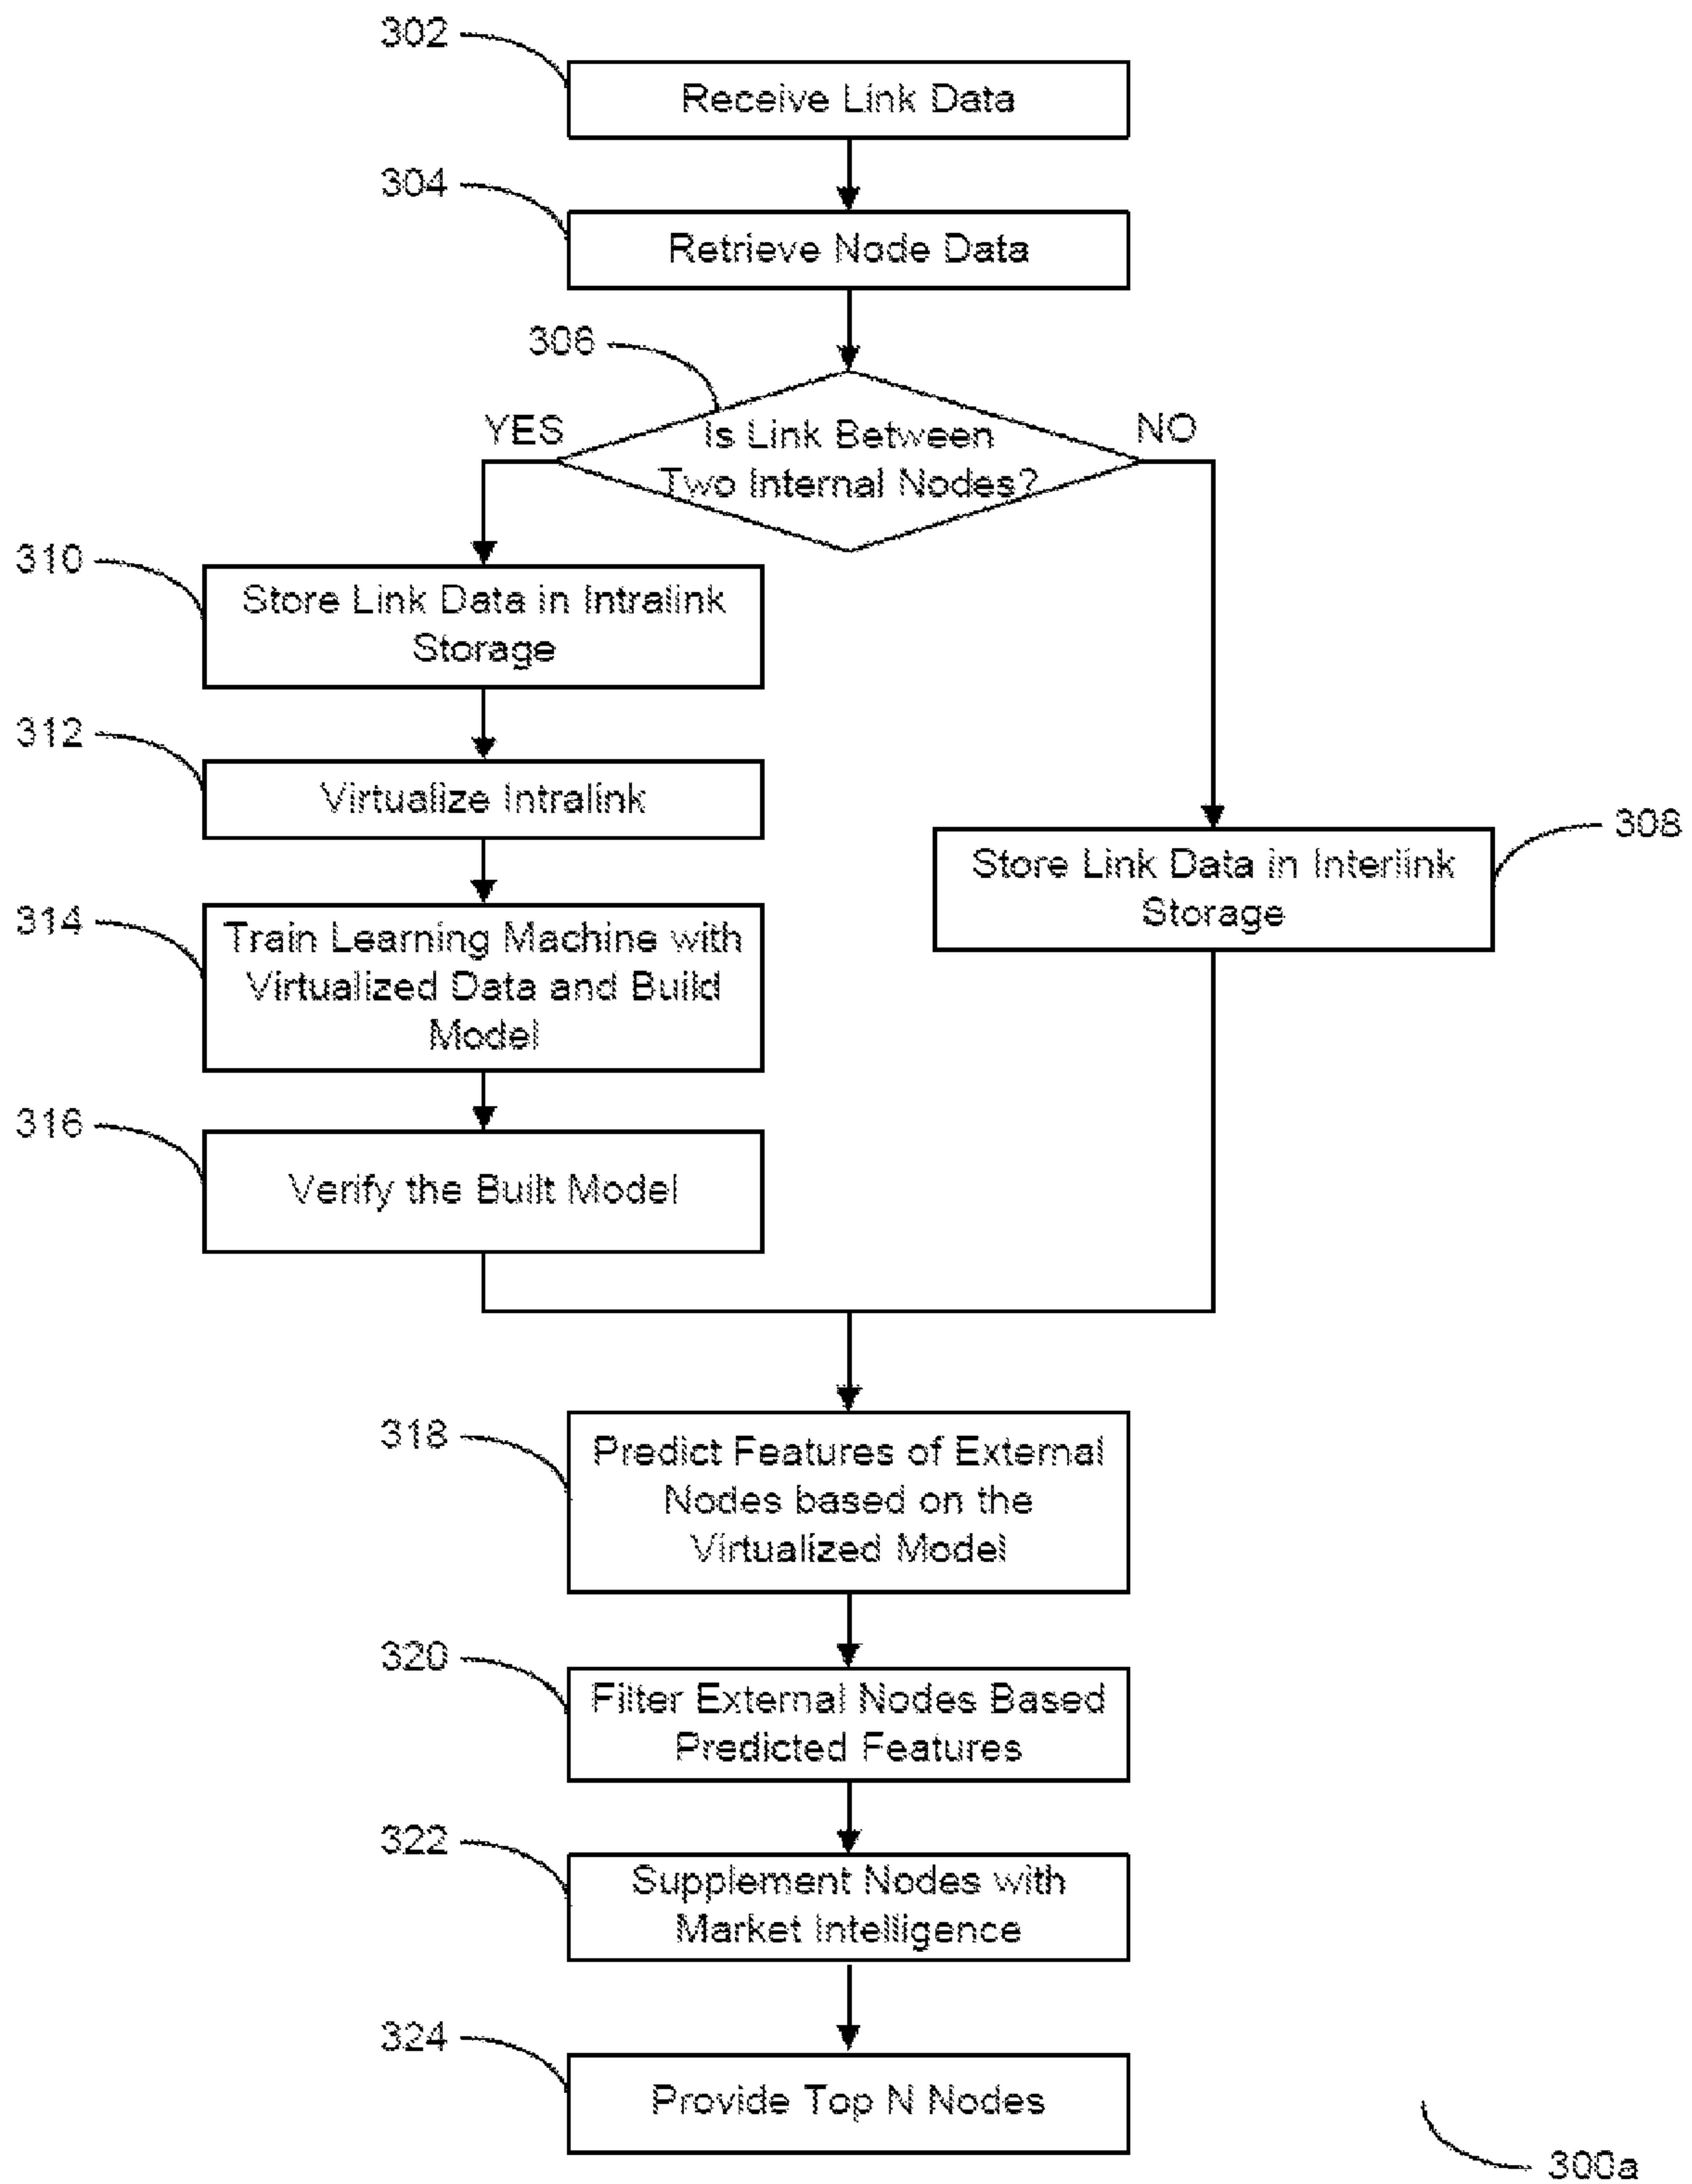 302
Receive Link Data
304
Retrieve Node Data
306
YES
NO
Is Link Between
Two Internal Nodes?
310
Store Link Data in Intralink
Storage
312
Virtualize Intralink
308
Store Link Data in Interlink
Storage
314
Train Learning Machine with
Virtualized Data and Build
Model
316
Verify the Built Model
318
Predict Features of External
Nodes based on the
Virtualized Model
320
Filter External Nodes Based
Predicted Features
322
Supplement Nodes with
Market Intelligence
324
Provide Top N Nodes
300a